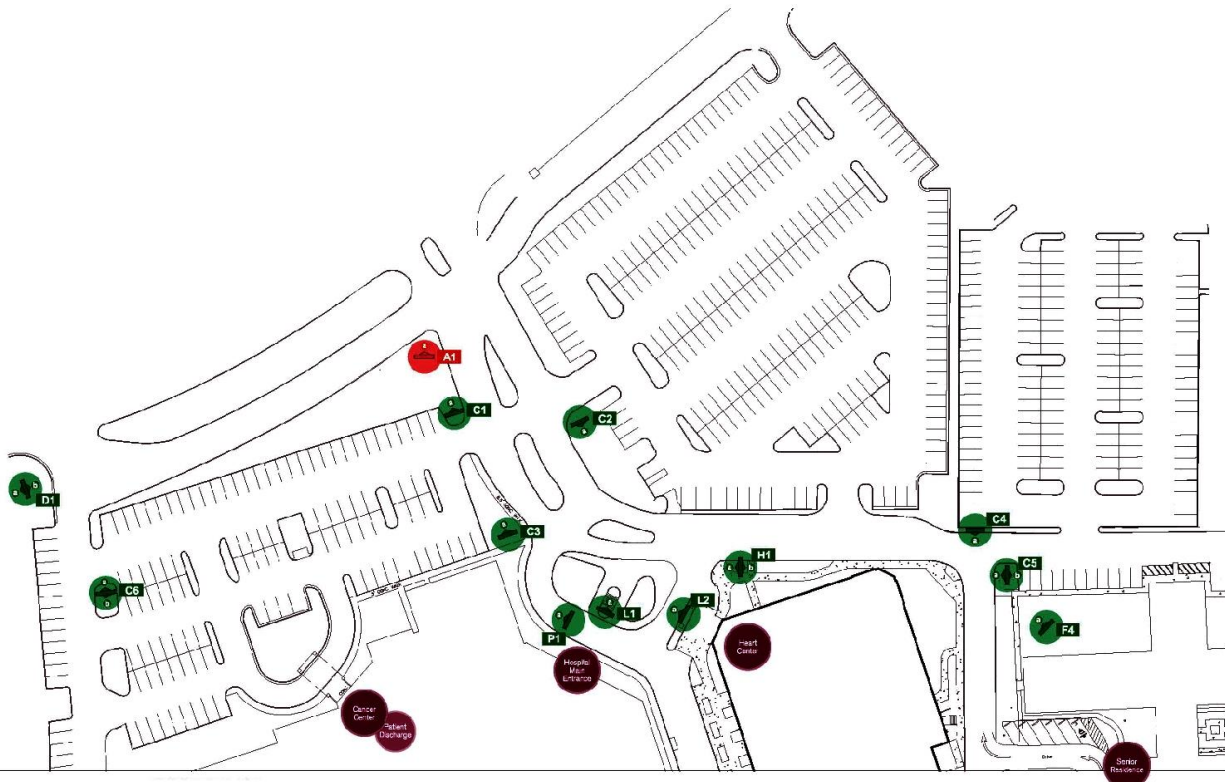 a
A1
a
C1
C2
a
a
b
D1
a
C3
C4
a
a
b
H1
a
b
C5
a
C6
b
L1
a
L2
a
P1
a
F4
Heart
Center
Hospital
Main
Entrance
Cancer
Center
Patient
Discharge
Drive
Senior
Residence